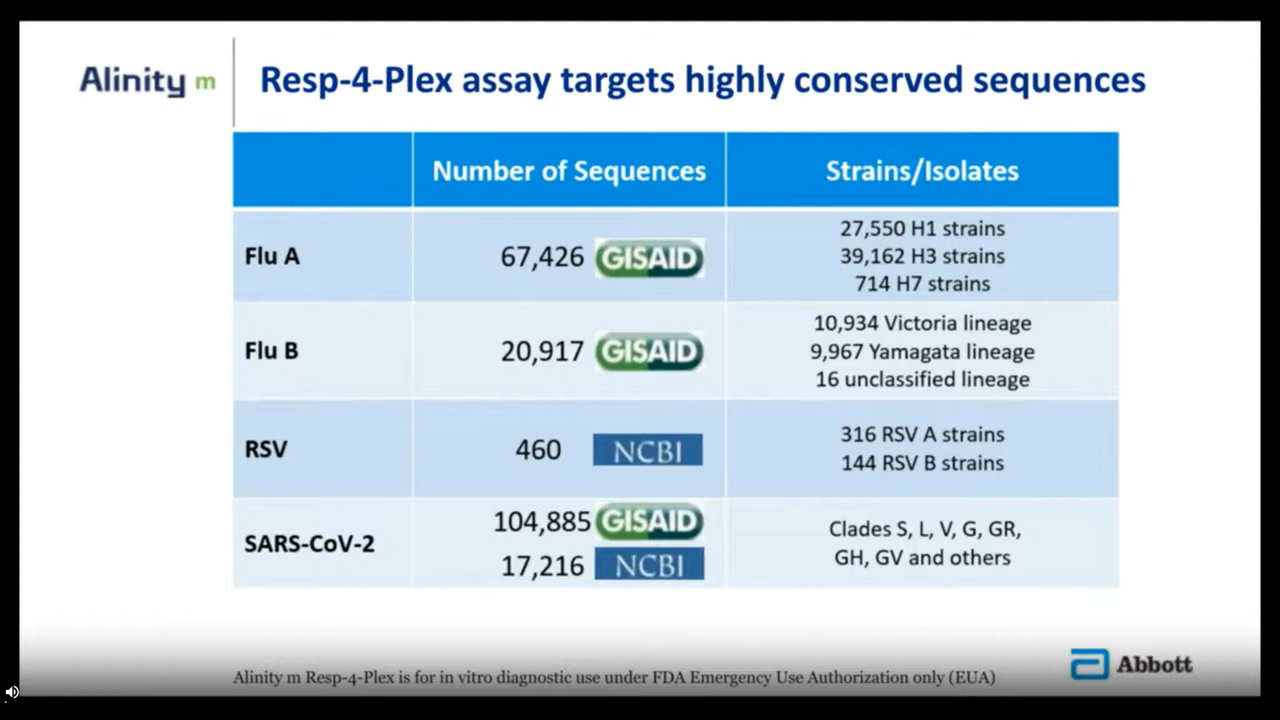 Alinity m
Resp-4-Plex assay targets highly conserved sequences
Number of Sequences
Strains/Isolates
Flu A
67,426 GISAID
27,550 H1 strains
39,162 H3 strains
714 H7 strains
Flu B
20,917 GISAID
10,934 Victoria lineage
9,967 Yamagata lineage
16 unclassified lineage
RSV
460 NCBI
316 RSV A strains
144 RSV B strains
SARS-CoV-2
104,885 GISAID
17,216 NCBI
Clades S, L, V, G, GR,
GH, GV and others
Alinity m Resp-4-Plex is for in vitro diagnostic use under FDA Emergency Use Authorization only (EUA)
Abbott